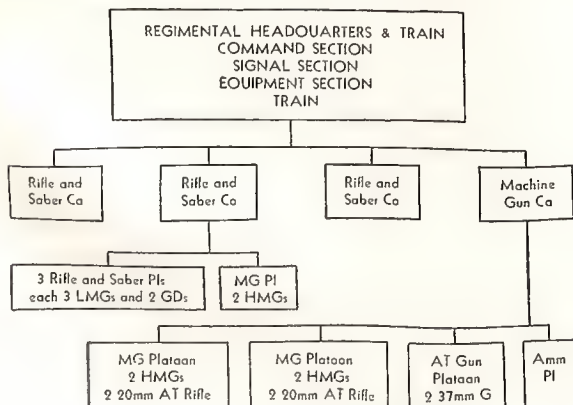 REGIMENTAL HEADQUARTERS & TRAIN
COMMAND SECTION
SIGNAL SECTION
EQUIPMENT SECTION
TRAIN
Rifle and
Saber Co
Rifle and
Saber Co
Rifle and
Saber Co
Machine
Gun Co
3 Rifle and Saber Pls
each 3 LMGs and 2 GDs
MG Pl
2 HMGs
MG Platoon
2 HMGs
2 20mm AT Rifle
MG Platoon
2 HMGs
2 20mm AT Rifle
AT Gun
Platoon
2 37mm G
Amm
Pl